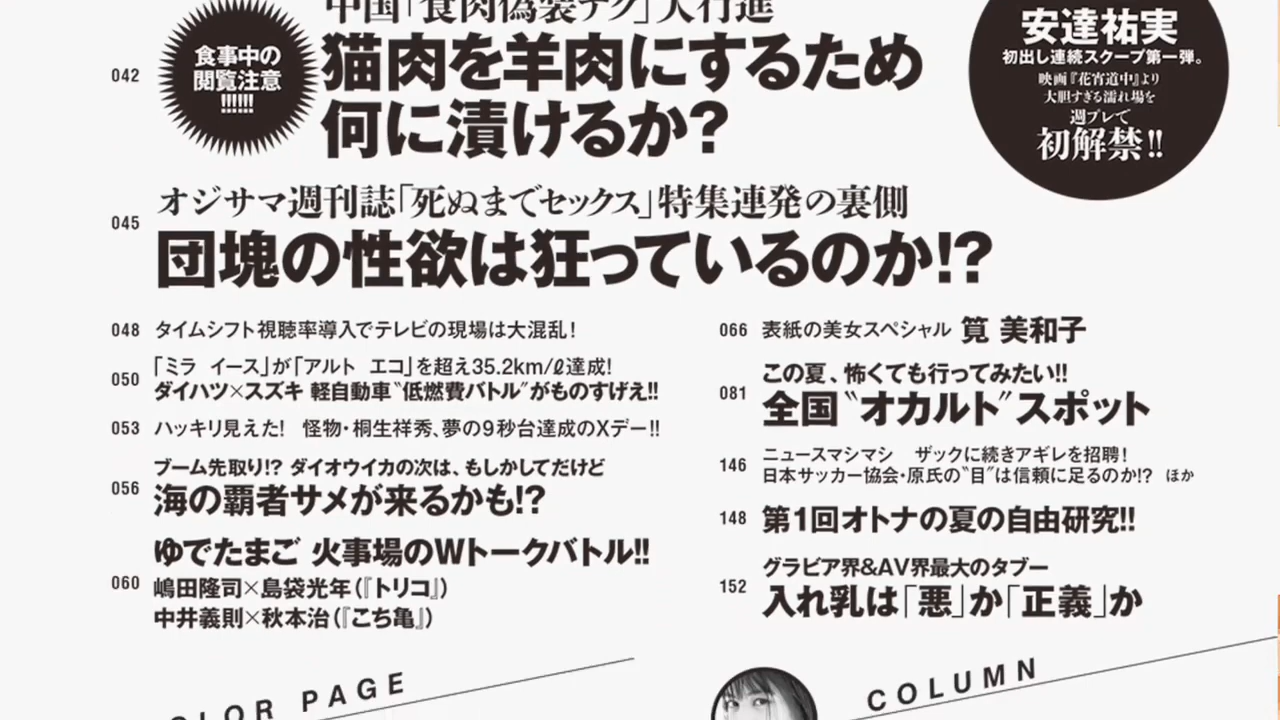 中国「食肉偽装テク」大行進
042
食事中の
閲覧注意
!!!!!!
猫肉を羊肉にするため
何に漬けるか?
安達祐実
初出し連続スクープ第一弾。
映画『花宵道中』より
大胆すぎる濡れ場を
週プレで
初解禁!!
045
オジサマ週刊誌「死ぬまでセックス」特集連発の裏側
団塊の性欲は狂っているのか!?
048 タイムシフト視聴率導入でテレビの現場は大混乱!
050
「ミラ イース」が「アルト エコ」を超え35.2km/ℓ達成!
ダイハツ×スズキ 軽自動車〝低燃費バトル〞がものすげえ!!
053 ハッキリ見えた! 怪物・桐生祥秀、夢の9秒台達成のXデー!!
056
ブーム先取り!? ダイオウイカの次は、もしかしてだけど
海の覇者サメが来るかも!?
060
ゆでたまご 火事場のWトークバトル!!
嶋田隆司×島袋光年(『トリコ』)
中井義則×秋本治(『こち亀』)
066 表紙の美女スペシャル 筧 美和子
081
この夏、怖くても行ってみたい!!
全国〝オカルト〞スポット
146
ニュースマシマシ ザックに続きアギレを招聘!
日本サッカー協会・原氏の〝目〞は信頼に足るのか!? ほか
148 第1回オトナの夏の自由研究!!
152
グラビア界&AV界最大のタブー
入れ乳は「悪」か「正義」か
OLOR PAGE
COLUMN